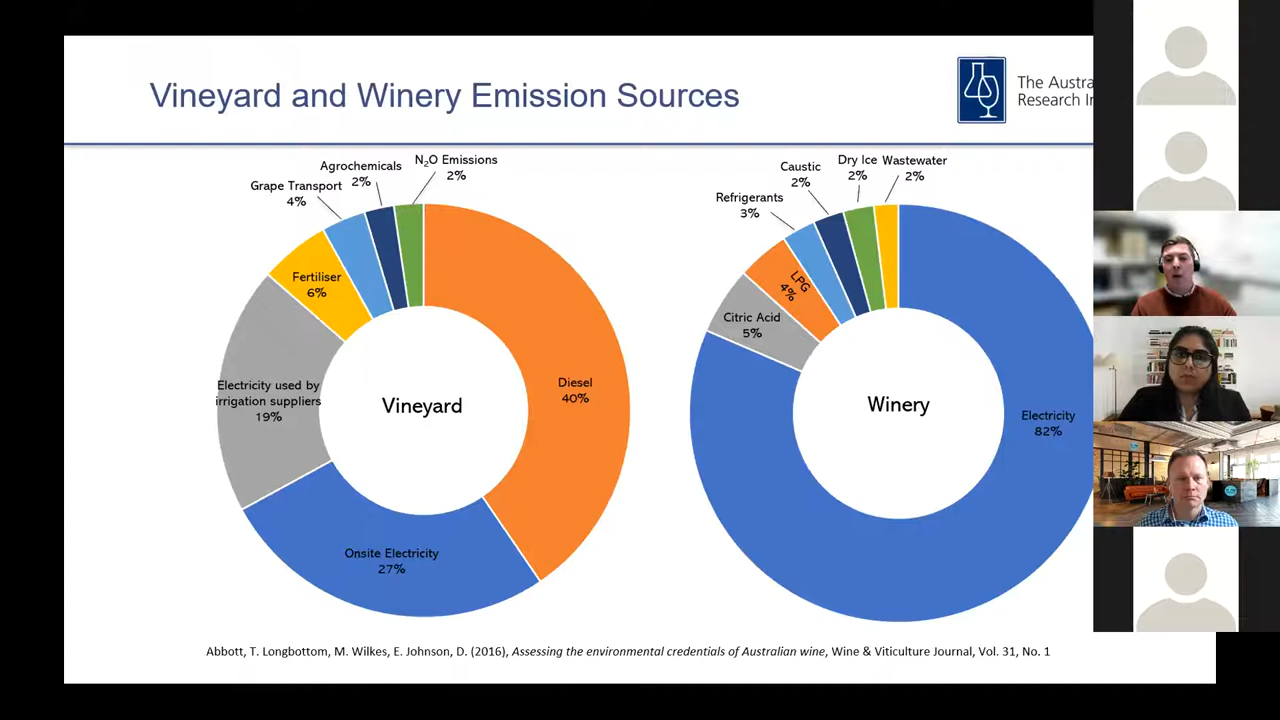 Vineyard and Winery Emission Sources
The Austra
Research In
N₂O Emissions
2%
Agrochemicals
2%
Grape Transport
4%
Fertiliser
6%
Electricity used by
irrigation suppliers
19%
Onsite Electricity
27%
Diesel
40%
Vineyard
Dry Ice
2%
Wastewater
2%
Caustic
2%
Refrigerants
3%
LPG
4%
Citric Acid
5%
Electricity
82%
Winery
Abbott, T. Longbottom, M. Wilkes, E. Johnson, D. (2016), Assessing the environmental credentials of Australian wine, Wine & Viticulture Journal, Vol. 31, No. 1